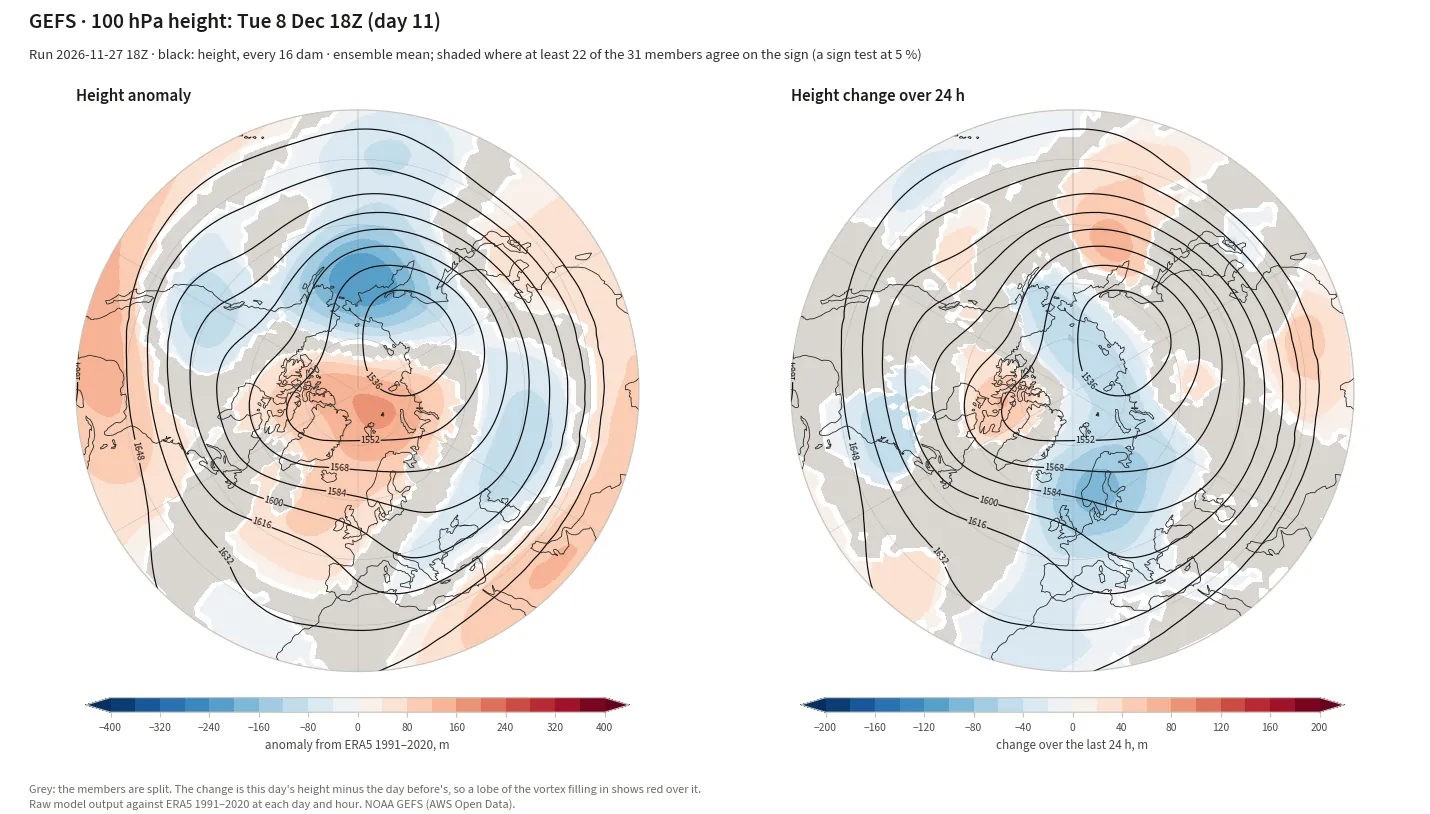 GEFS · 100 hPa height: Tue 8 Dec 18Z (day 11)
Run 2026-11-27 18Z · black: height, every 16 dam · ensemble mean; shaded where at least 22 of the 31 members agree on the sign (a sign test at 5 %)
Height anomaly
Height change over 24 h
1536
1552
1568
1584
1600
1616
1632
1648
1536
1552
1568
1584
1600
1616
1632
1648
−400 −320 −240 −160 −80 0 80 160 240 320 400
anomaly from ERA5 1991–2020, m
−200 −160 −120 −80 −40 0 40 80 120 160 200
change over the last 24 h, m
Grey: the members are split. The change is this day's height minus the day before's, so a lobe of the vortex filling in shows red over it.
Raw model output against ERA5 1991–2020 at each day and hour. NOAA GEFS (AWS Open Data).